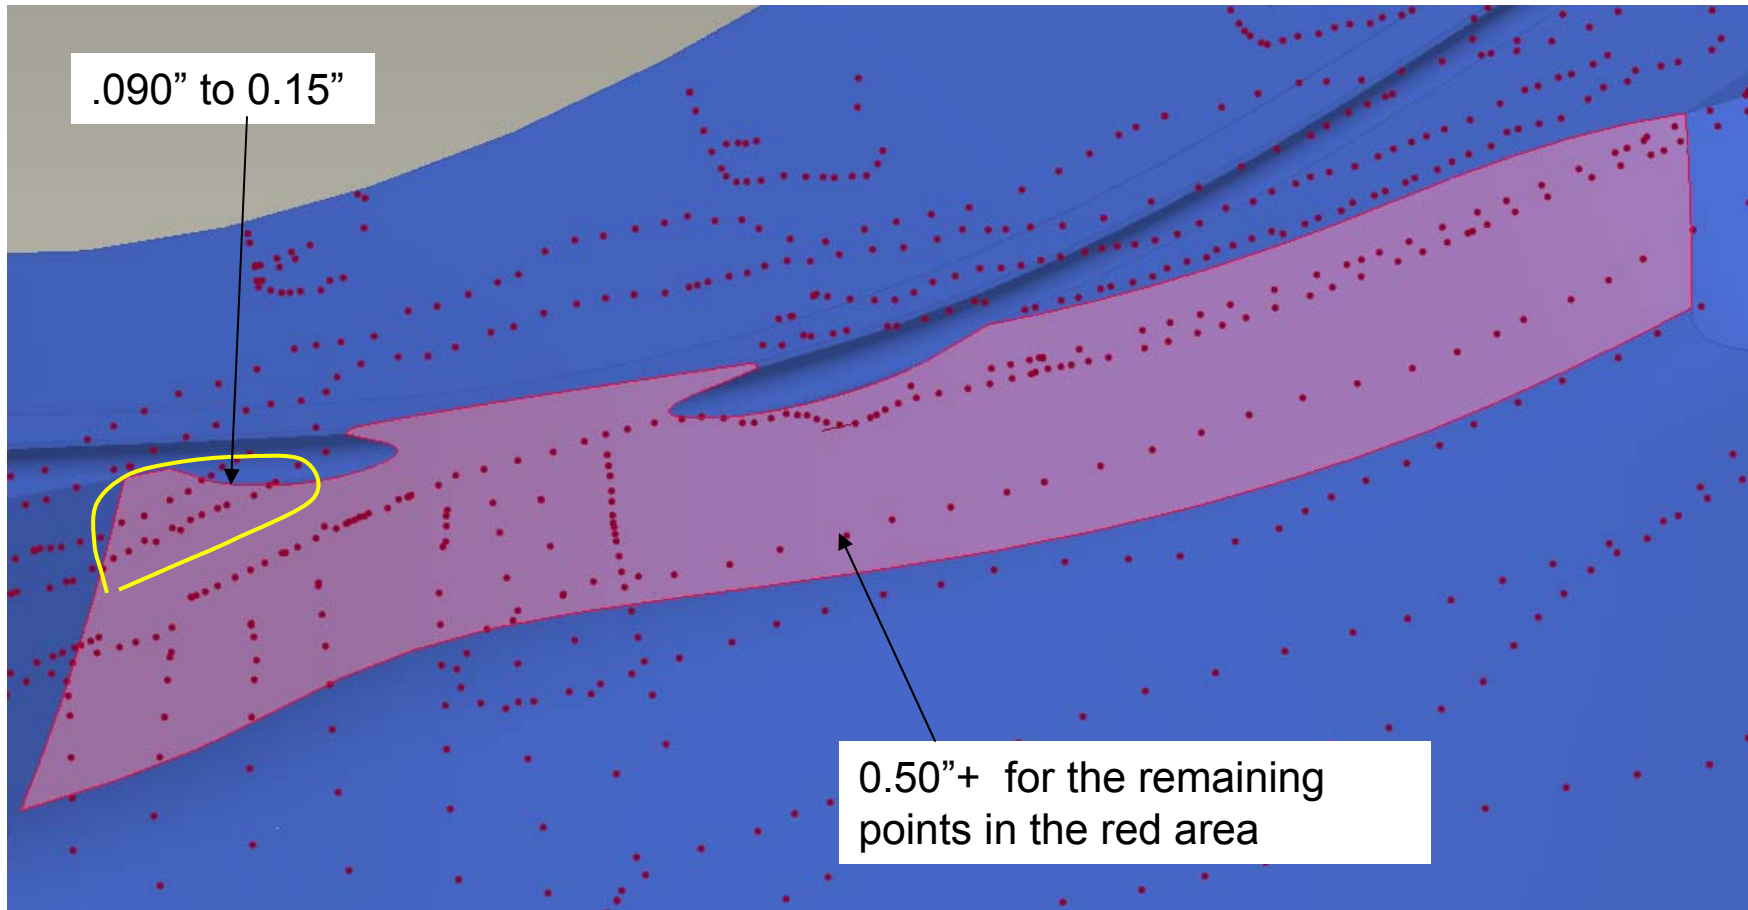 .090” to 0.15”
0.50”+  for the remaining
points in the red area